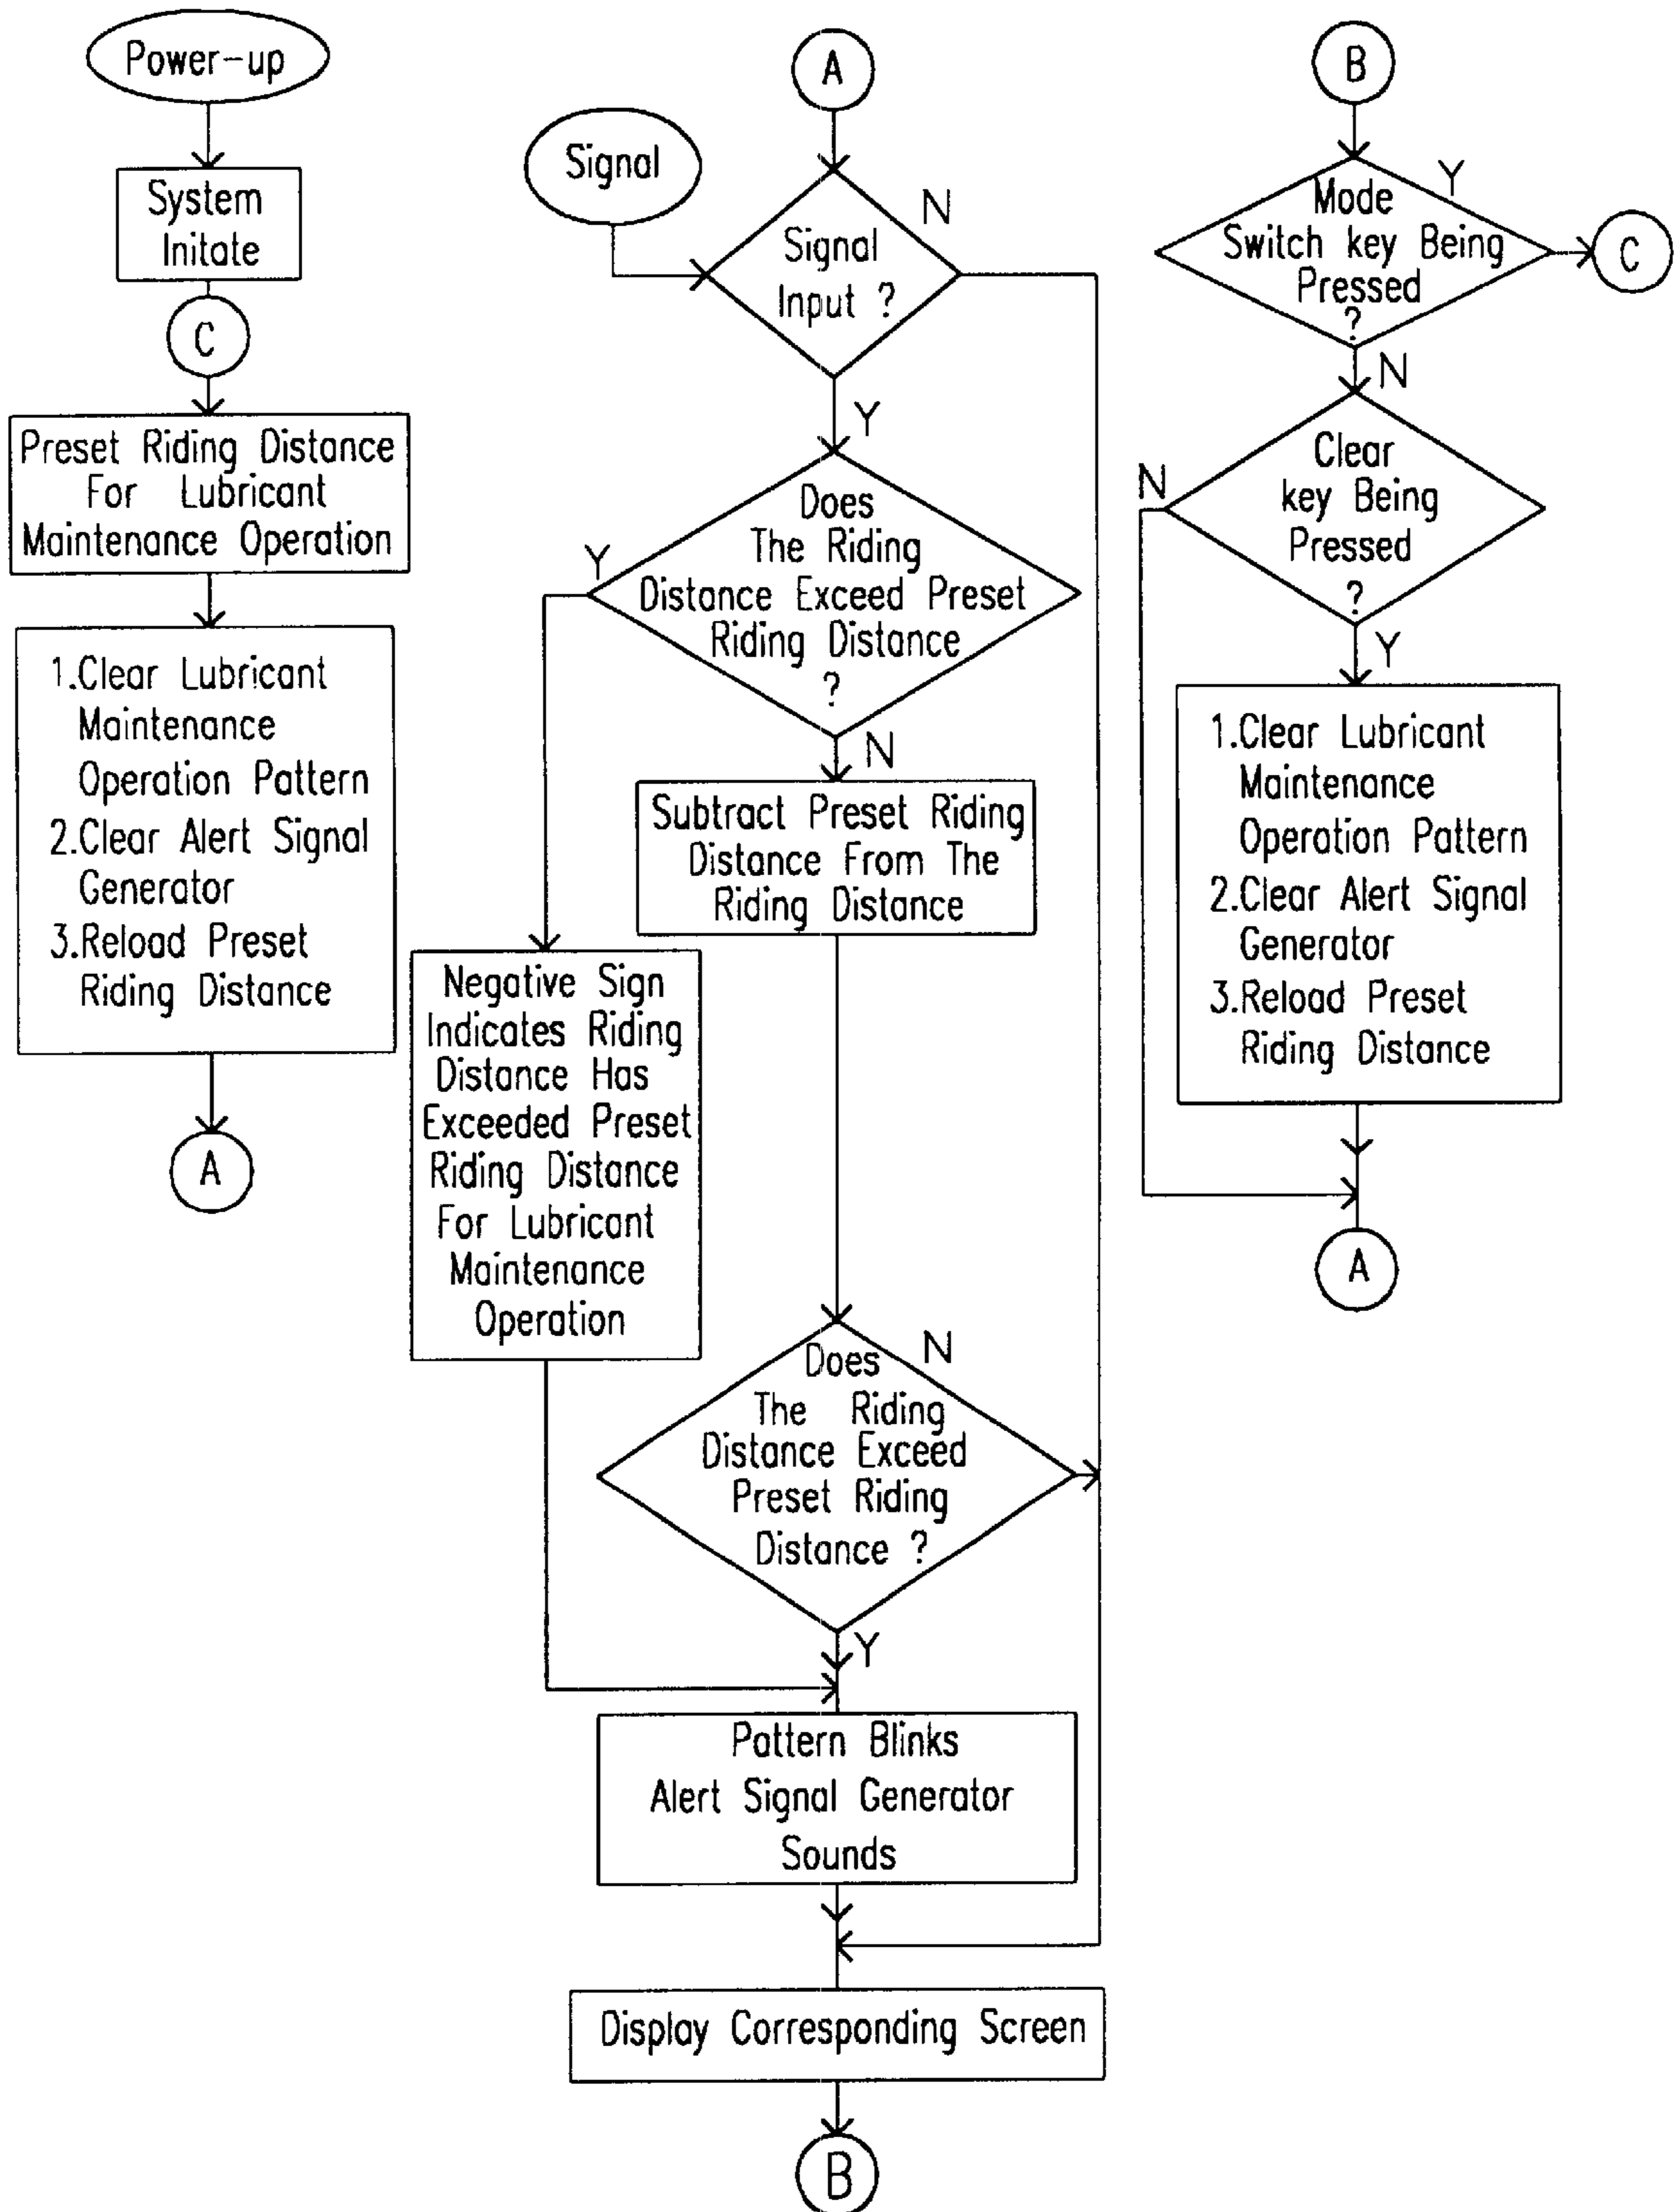 Power-up
System
Initate
C
Preset Riding Distance
For Lubricant
Maintenance Operation
1.Clear Lubricant
Maintenance
Operation Pattern
2.Clear Alert Signal
Generator
3.Reload Preset
Riding Distance
A
A
Signal
Signal
Input ?
N
Y
Does
The Riding
Distance Exceed Preset
Riding Distance
?
Y
N
Subtract Preset Riding
Distance From The
Riding Distance
Negative Sign
Indicates Riding
Distance Has
Exceeded Preset
Riding Distance
For Lubricant
Maintenance
Operation
Does
The Riding
Distance Exceed
Preset Riding
Distance ?
N
Y
Pattern Blinks
Alert Signal Generator
Sounds
Display Corresponding Screen
B
B
Mode
Switch key Being
Pressed
?
Y
C
N
Clear
key Being
Pressed
?
N
Y
1.Clear Lubricant
Maintenance
Operation Pattern
2.Clear Alert Signal
Generator
3.Reload Preset
Riding Distance
A